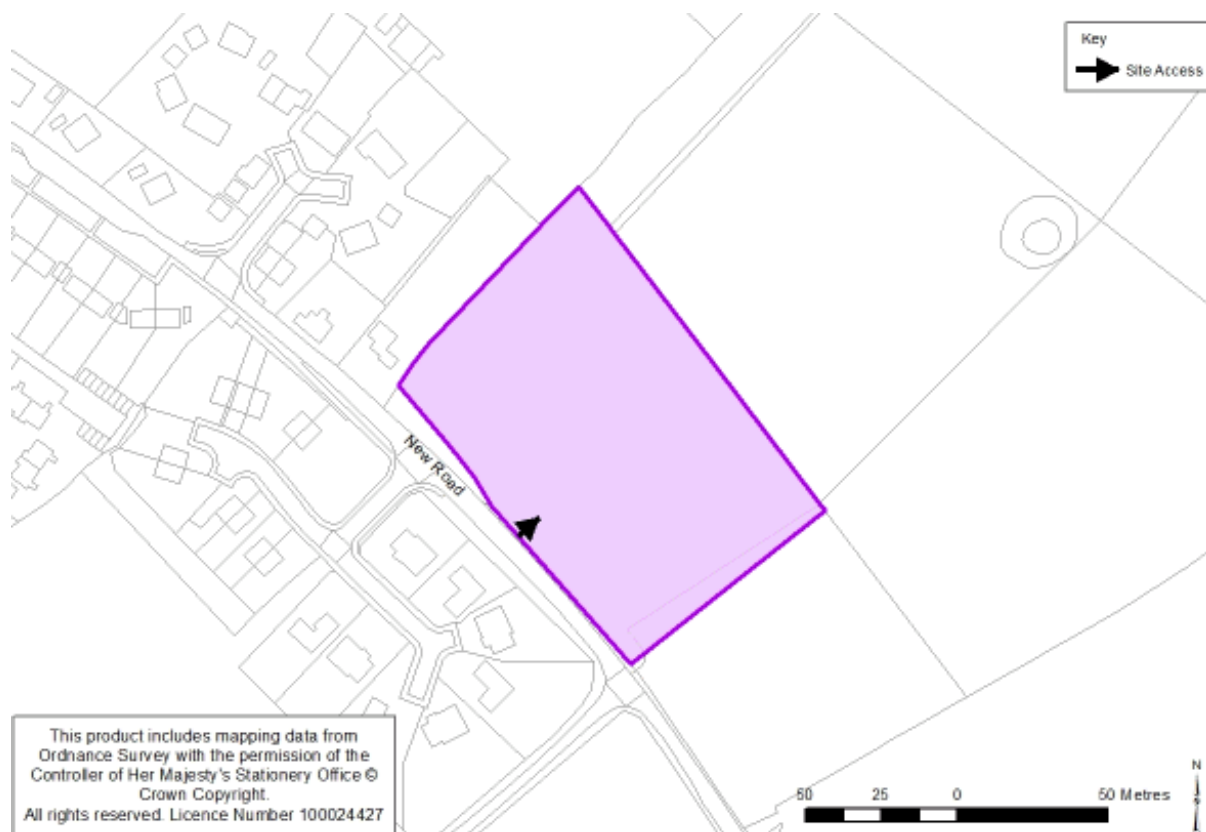 Key
Site Access
New Road
This product includes mapping data from
Ordnance Survey with the permission of the
Controller of Her Majesty's Stationery Office ©
Crown Copyright.
All rights reserved. Licence Number 100024427
N
50 25 0 50 Metres